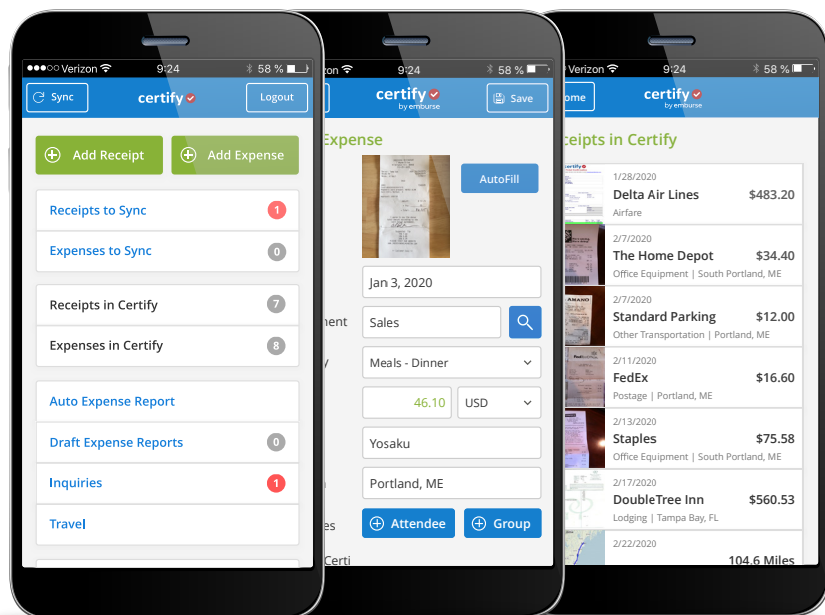 Verizon 9:24 58 %
Sync certify Logout
Add Receipt Add Expense
Receipts to Sync 1
Expenses to Sync 0
Receipts in Certify 7
Expenses in Certify 8
Auto Expense Report
Draft Expense Reports 0
Inquiries 1
Travel
zon 9:24 58 %
certify Save
by emburse
Expense
AutoFill
Jan 3, 2020
nent Sales
y Meals - Dinner
46.10 USD
Yosaku
Portland, ME
es Attendee Group
Certi
Verizon 9:24 58 %
ome certify
by emburse
ceipts in Certify
1/28/2020
Delta Air Lines $483.20
Airfare
2/7/2020
The Home Depot $34.40
Office Equipment | South Portland, ME
2/7/2020
Standard Parking $12.00
Other Transportation | Portland, ME
2/11/2020
FedEx $16.60
Postage | Portland, ME
2/13/2020
Staples $75.58
Office Equipment | South Portland, ME
2/17/2020
DoubleTree Inn $560.53
Lodging | Tampa Bay, FL
2/22/2020
104.6 Miles